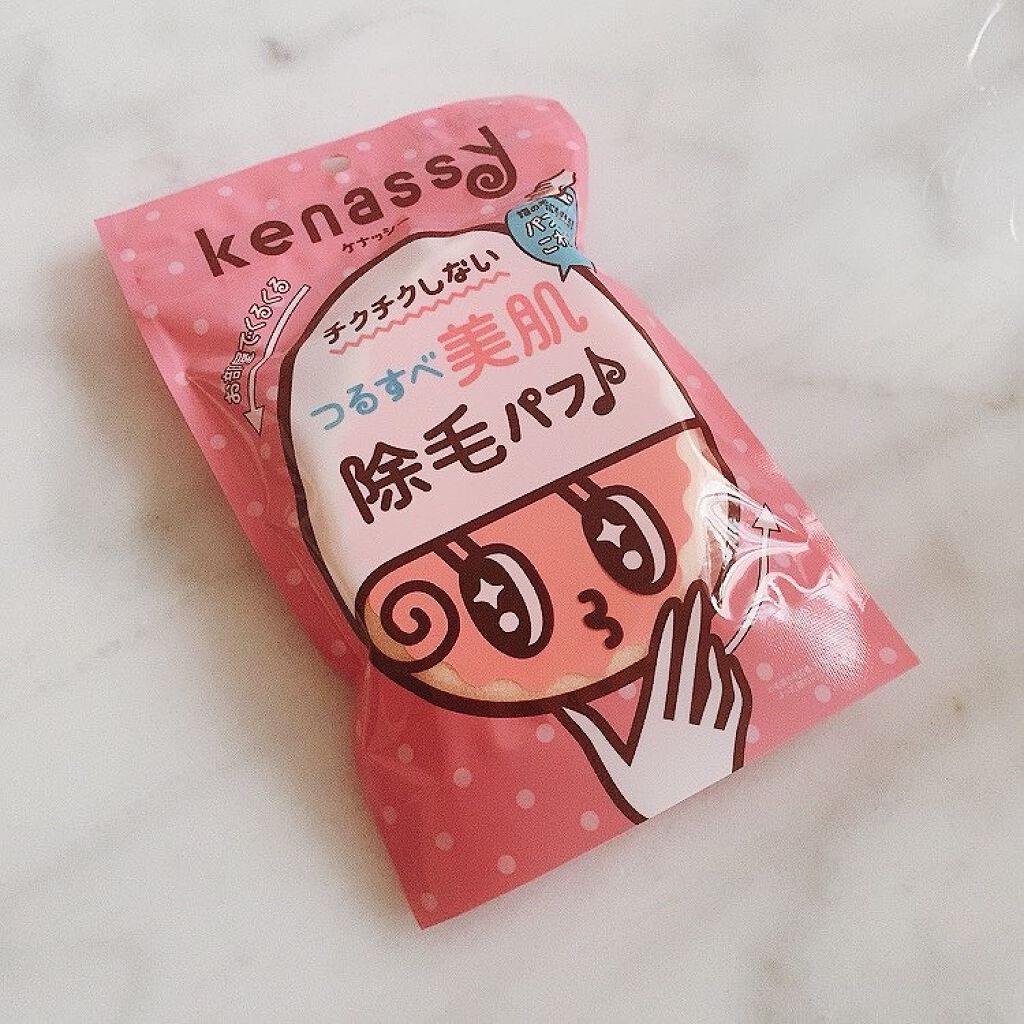 kenassy
ケナッシー
お部屋でくるくる
チクチクしない
つるすべ美肌
除毛パフ♪